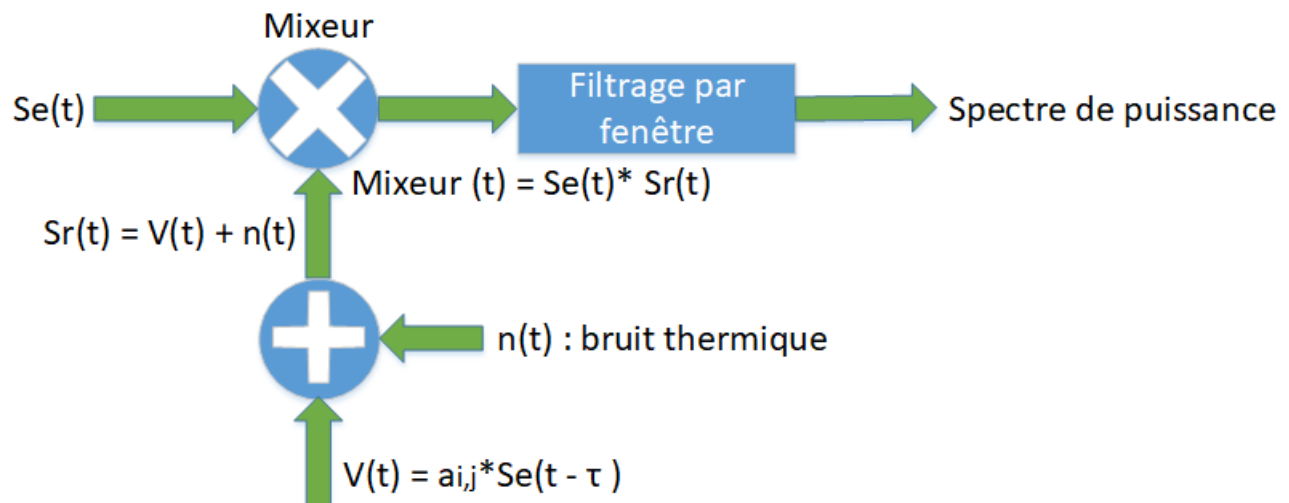 Mixeur
Se(t)
Filtrage par
fenêtre
Spectre de puissance
Mixeur (t) = Se(t)* Sr(t)
Sr(t) = V(t) + n(t)
n(t) : bruit thermique
V(t) = ai,j*Se(t - τ )